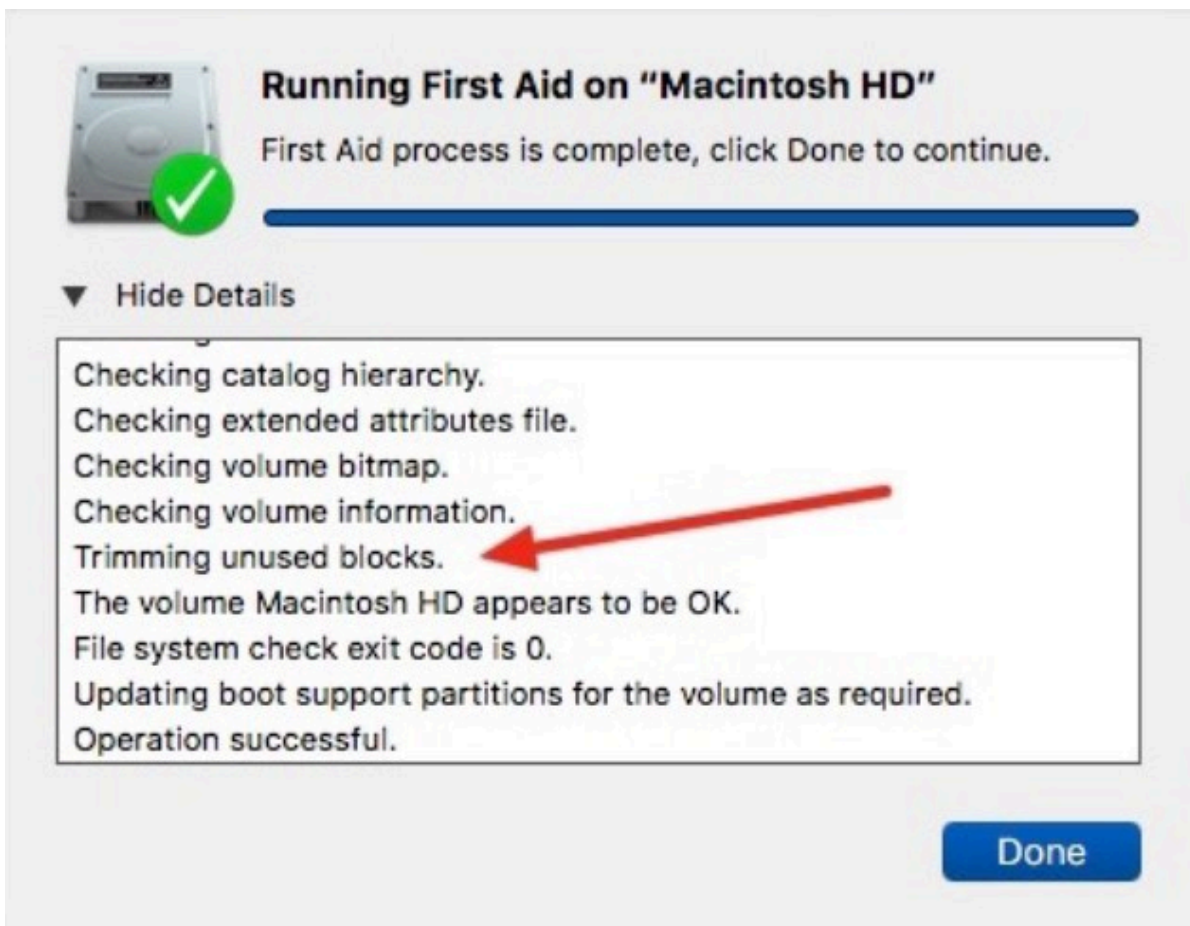 Running First Aid on “Macintosh HD”
First Aid process is complete, click Done to continue.
Hide Details
Checking catalog hierarchy.
Checking extended attributes file.
Checking volume bitmap.
Checking volume information.
Trimming unused blocks.
The volume Macintosh HD appears to be OK.
File system check exit code is 0.
Updating boot support partitions for the volume as required.
Operation successful.
Done